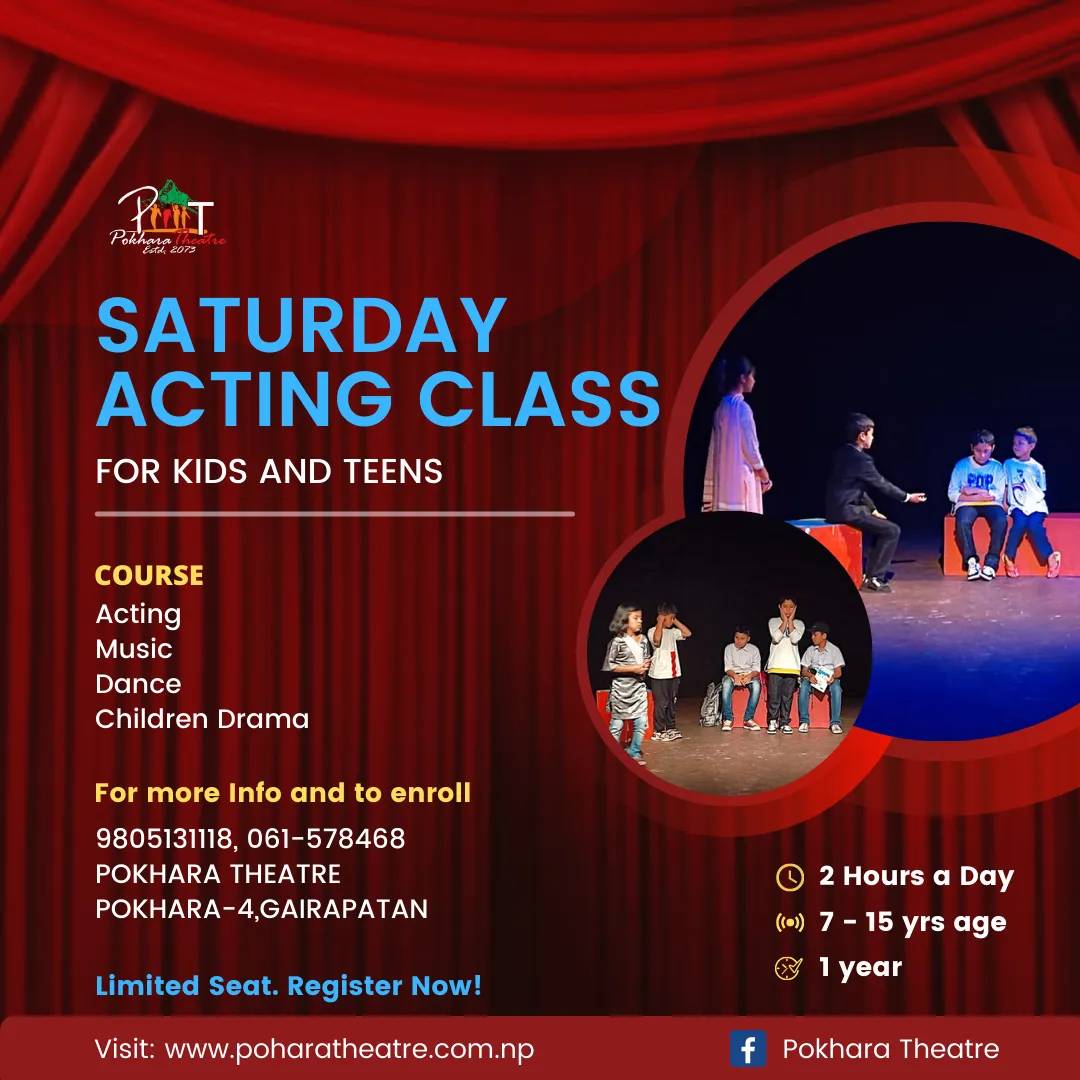 P T
Pokhara Theatre
Estd, 2073
SATURDAY
ACTING CLASS
FOR KIDS AND TEENS
COURSE
Acting
Music
Dance
Children Drama
For more Info and to enroll
9805131118, 061-578468
POKHARA THEATRE
POKHARA-4,GAIRAPATAN
Limited Seat. Register Now!
2 Hours a Day
7 - 15 yrs age
1 year
Visit: www.poharatheatre.com.np
Pokhara Theatre